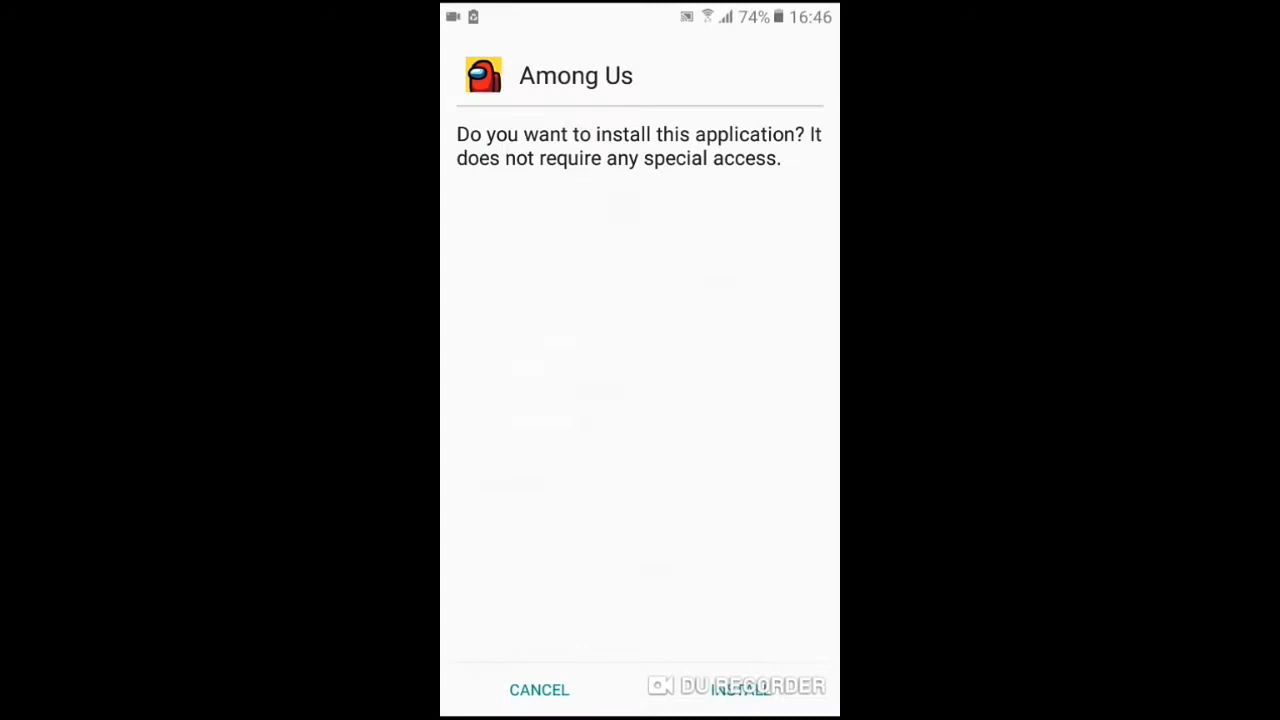 74% 16:46
Among Us
Do you want to install this application? It
does not require any special access.
CANCEL
INSTALL
DU RECORDER